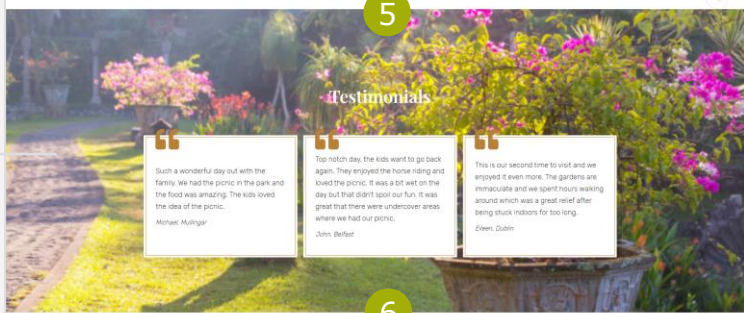 5
Testimonials
Such a wonderful day out with the
family. We had the picnic in the park and
the food was amazing. The kids loved
the idea of the picnic.
Michael, Mullingar
Top notch day, the kids want to go back
again. They enjoyed the horse riding and
loved the picnic. It was a bit wet on the
day but that didn't spoil our fun. It was
great that there were undercover areas
where we had our picnic.
John, Belfast
This is our second time to visit and we
enjoyed it even more. The gardens are
immaculate and we spent hours walking
around which was a great relief after
being stuck indoors for too long.
Eileen, Dublin
6